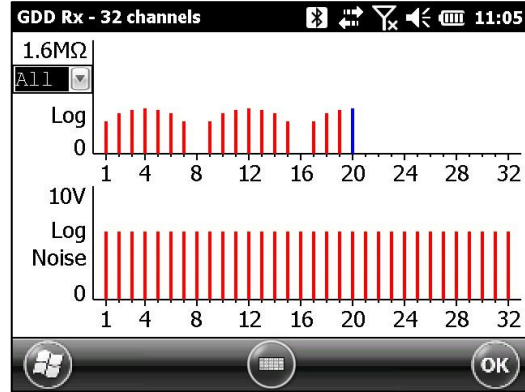 GDD Rx - 32 channels 11:05
1.6MΩ
All
Log
0
1 4 8 12 16 20 24 28 32
10V
Log
Noise
0
1 4 8 12 16 20 24 28 32
OK